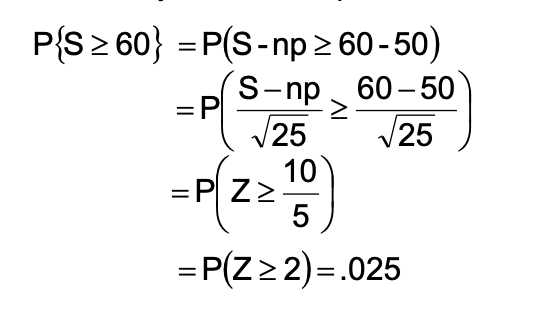 P{S ≥ 60} = P(S - np ≥ 60 - 50)
= P((S – np)/√25 ≥ (60 – 50)/√25)
= P(Z ≥ 10/5)
= P(Z ≥ 2) = .025